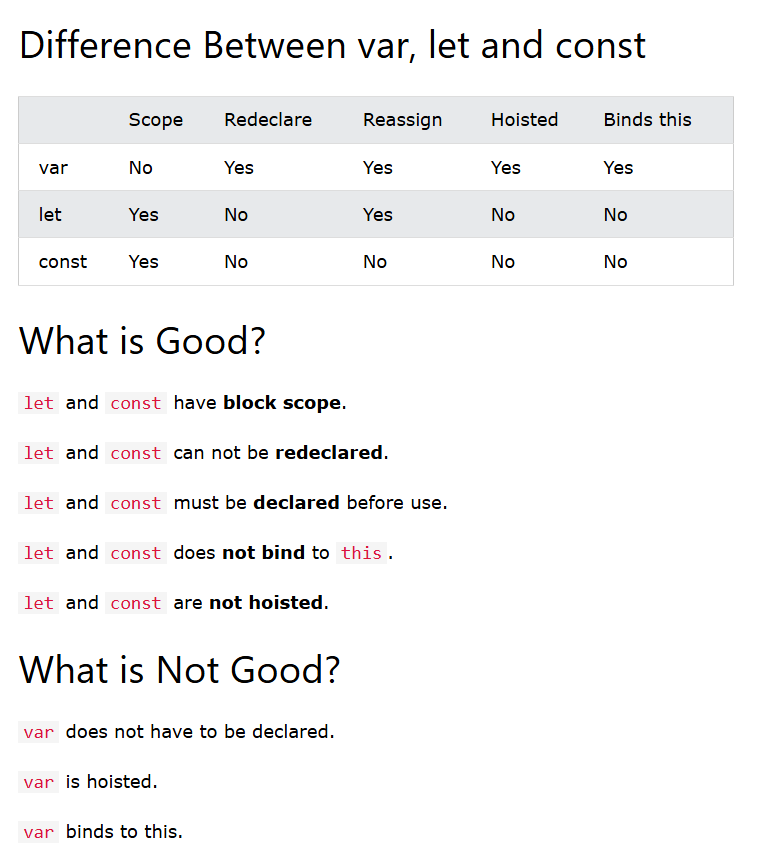 Difference Between var, let and const
Scope Redeclare Reassign Hoisted Binds this
var No Yes Yes Yes Yes
let Yes No Yes No No
const Yes No No No No
What is Good?
let and const have block scope.
let and const can not be redeclared.
let and const must be declared before use.
let and const does not bind to this.
let and const are not hoisted.
What is Not Good?
var does not have to be declared.
var is hoisted.
var binds to this.